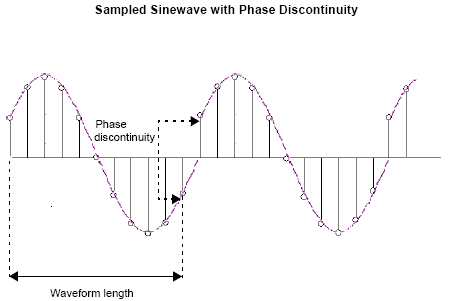 Sampled Sinewave with Phase Discontinuity
Phase
discontinuity
Waveform length